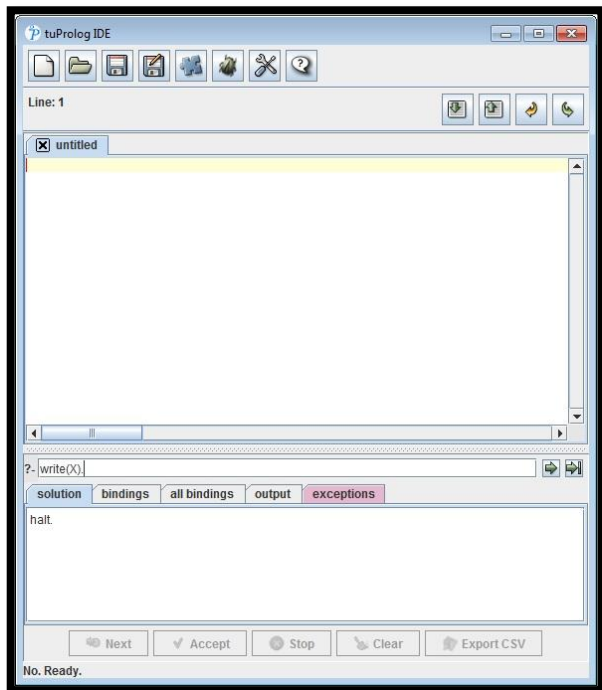 tuProlog IDE
Line: 1
untitled
?- write(X).
solution bindings all bindings output exceptions
halt.
Next Accept Stop Clear Export CSV
No. Ready.